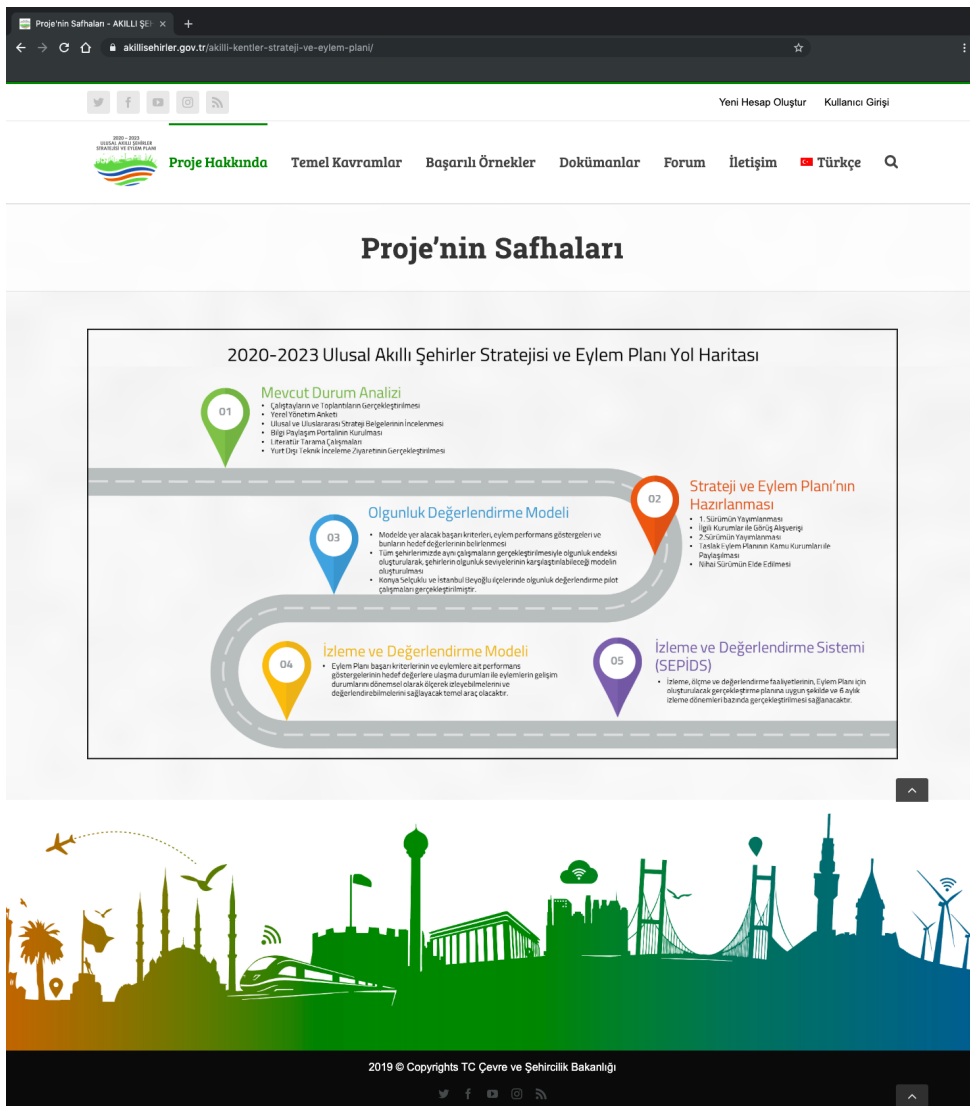 Proje'nin Safhaları - AKILLI ŞEH
akillisehirler.gov.tr/akilli-kentler-strateji-ve-eylem-plani/
Yeni Hesap Oluştur Kullanıcı Girişi
2020 - 2023
ULUSAL AKILLI ŞEHİRLER
STRATEJİSİ VE EYLEM PLANI
Proje Hakkında Temel Kavramlar Başarılı Örnekler Dokümanlar Forum İletişim Türkçe
Proje'nin Safhaları
2020-2023 Ulusal Akıllı Şehirler Stratejisi ve Eylem Planı Yol Haritası
01
Mevcut Durum Analizi
• Çalıştayların ve Toplantıların Gerçekleştirilmesi
• Yerel Yönetim Anketi
• Ulusal ve Uluslararası Strateji Belgelerinin İncelenmesi
• Bilgi Paylaşım Portalinin Kurulması
• Literatür Tarama Çalışmaları
• Yurt Dışı Teknik İnceleme Ziyaretinin Gerçekleştirilmesi
02
Strateji ve Eylem Planı'nın
Hazırlanması
• 1. Sürümün Yayımlanması
• İlgili Kurumlar ile Görüş Alışverişi
• 2.Sürümün Yayımlanması
• Taslak Eylem Planının Kamu Kurumları ile
Paylaşılması
• Nihai Sürümün Elde Edilmesi
03
Olgunluk Değerlendirme Modeli
• Modelde yer alacak başarı kriterleri, eylem performans göstergeleri ve
bunların hedef değerlerinin belirlenmesi
• Tüm şehirlerimizde aynı çalışmaların gerçekleştirilmesiyle olgunluk endeksi
oluşturularak, şehirlerin olgunluk seviyelerinin karşılaştırılabileceği modelin
oluşturulması
• Konya Selçuklu ve İstanbul Beyoğlu ilçelerinde olgunluk değerlendirme pilot
çalışmaları gerçekleştirilmiştir.
04
İzleme ve Değerlendirme Modeli
• Eylem Planı başarı kriterlerinin ve eylemlere ait performans
göstergelerinin hedef değerlere ulaşma durumları ile eylemlerin gelişim
durumlarını dönemsel olarak ölçerek izleyebilmelerini ve
değerlendirebilmelerini sağlayacak temel araç olacaktır.
05
İzleme ve Değerlendirme Sistemi
(SEPİDS)
• İzleme, ölçme ve değerlendirme faaliyetlerinin, Eylem Planı için
oluşturulacak gerçekleştirme planına uygun şekilde ve 6 aylık
izleme dönemleri bazında gerçekleştirilmesi sağlanacaktır.
2019 © Copyrights TC Çevre ve Şehircilik Bakanlığı